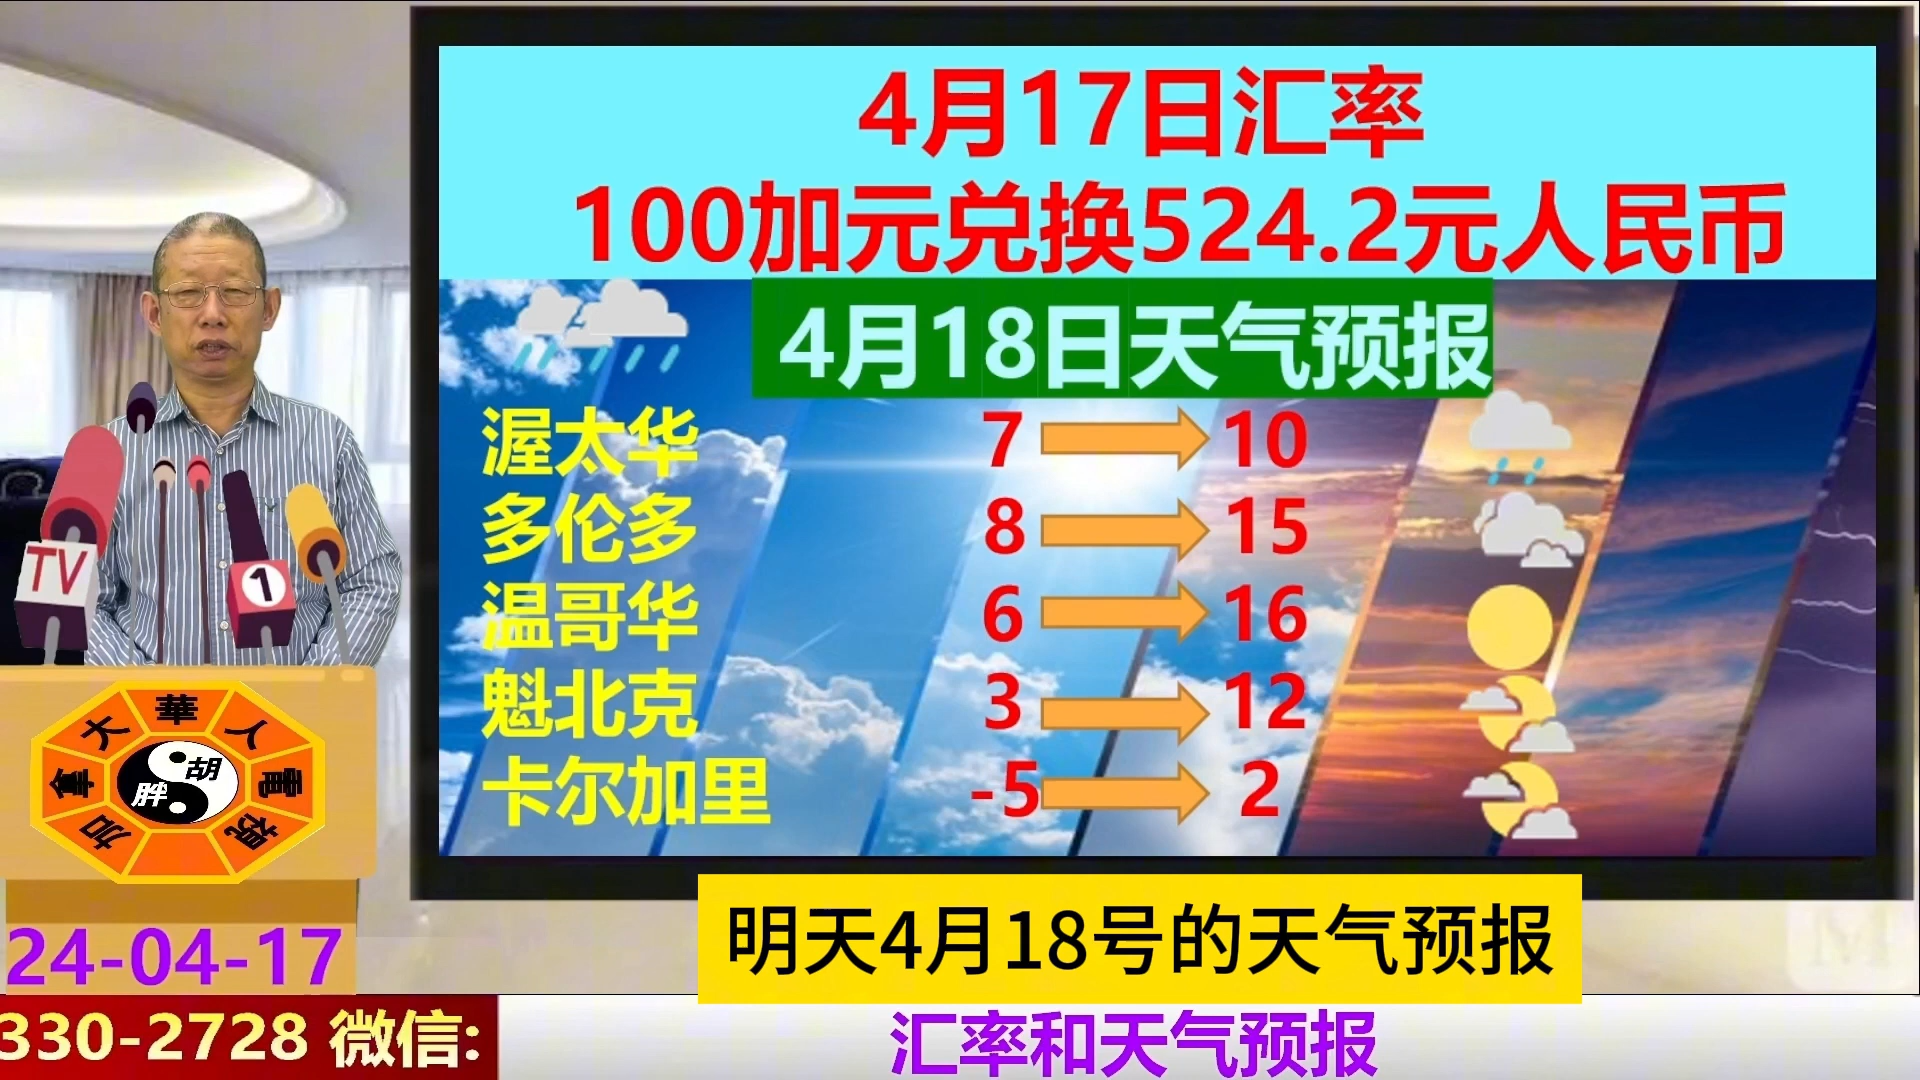 4月17日汇率
100加元兑换524.2元人民币
4月18日天气预报
渥太华 7 10
多伦多 8 15
温哥华 6 16
魁北克 3 12
卡尔加里 -5 2
TV
1
加拿大華人電視
胡
胖
24-04-17
明天4月18号的天气预报
330-2728 微信:
汇率和天气预报
M